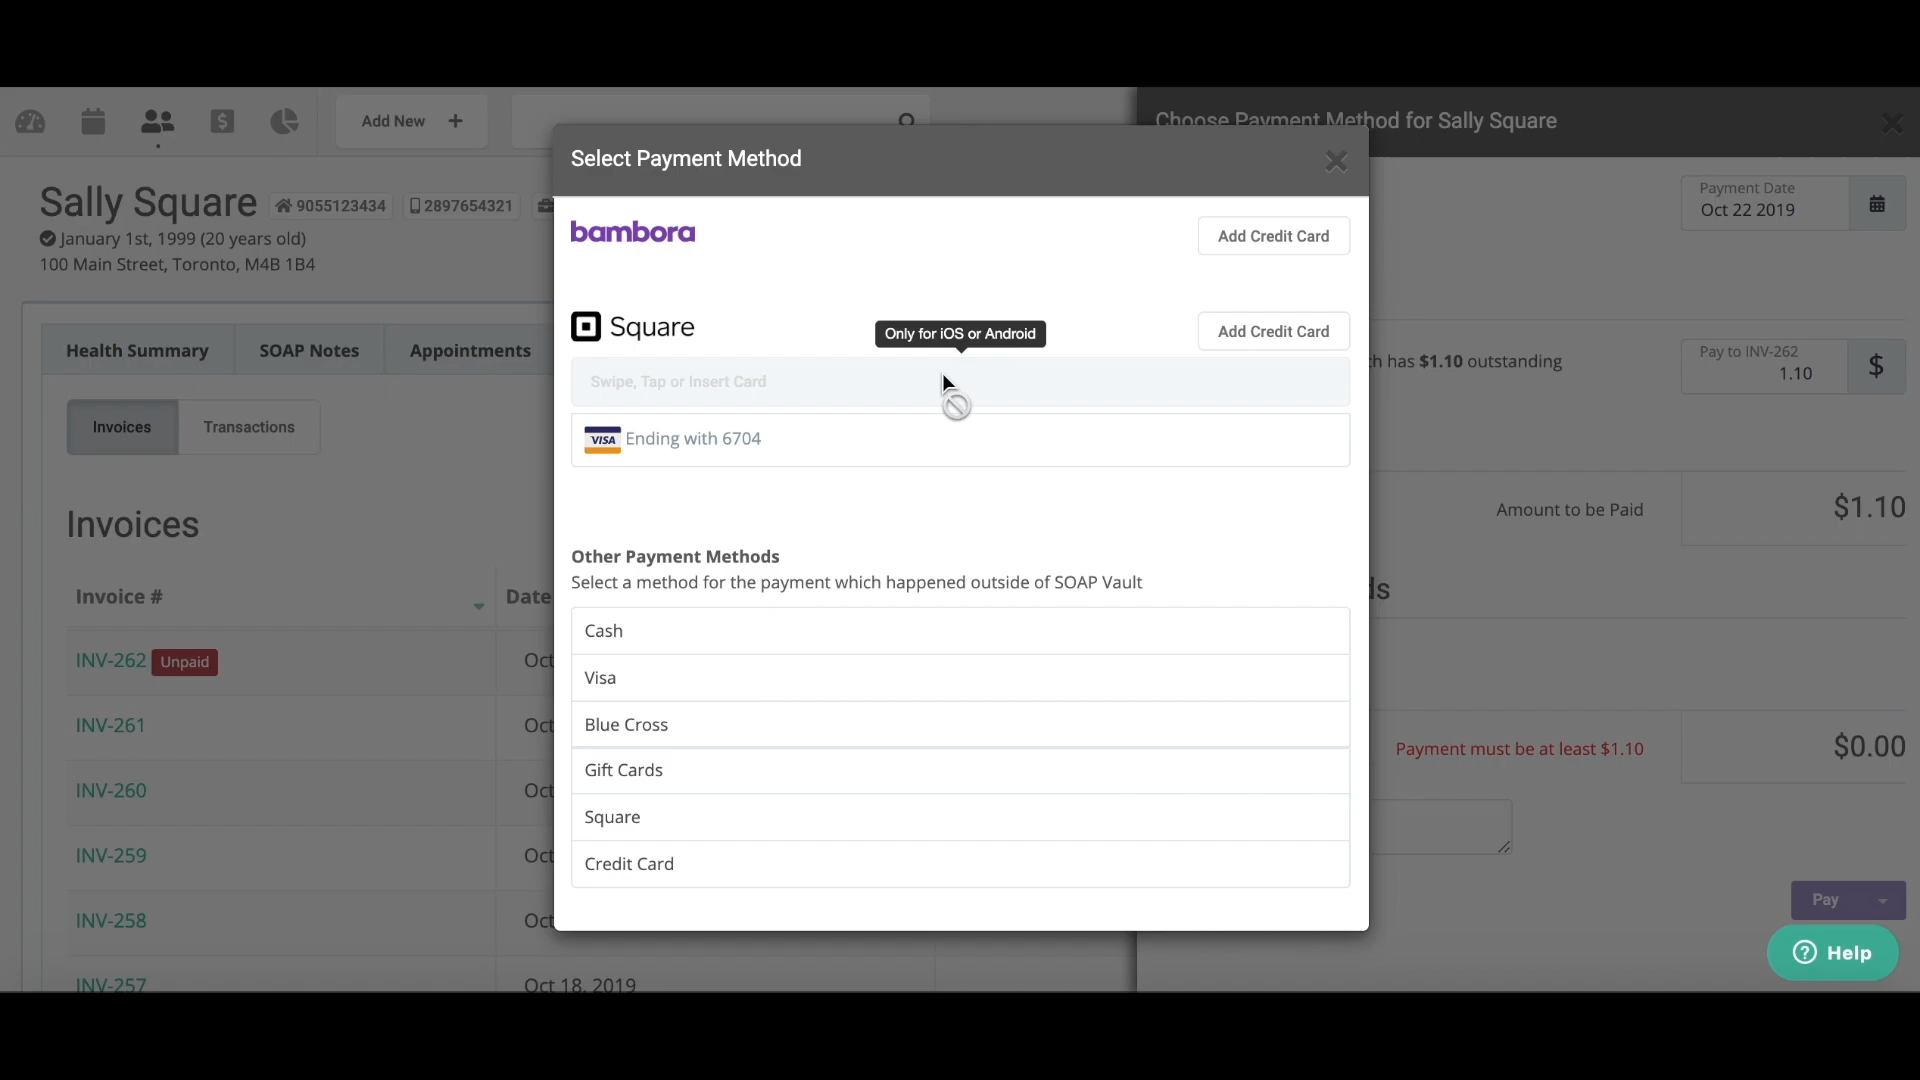 Add New +
Choose Payment Method for Sally Square
Sally Square 9055123434 2897654321
January 1st, 1999 (20 years old)
100 Main Street, Toronto, M4B 1B4
Payment Date
Oct 22 2019
Health Summary SOAP Notes Appointments
has $1.10 outstanding
Pay to INV-262
1.10 $
Invoices Transactions
Amount to be Paid $1.10
Invoices
Invoice # Date
INV-262 Unpaid Oct
INV-261 Oct
INV-260 Oct
INV-259 Oct
INV-258 Oct
INV-257 Oct 18, 2019
Payment must be at least $1.10 $0.00
Pay
Help
Select Payment Method
bambora Add Credit Card
Square Only for iOS or Android Add Credit Card
Swipe, Tap or Insert Card
VISA Ending with 6704
Other Payment Methods
Select a method for the payment which happened outside of SOAP Vault
Cash
Visa
Blue Cross
Gift Cards
Square
Credit Card